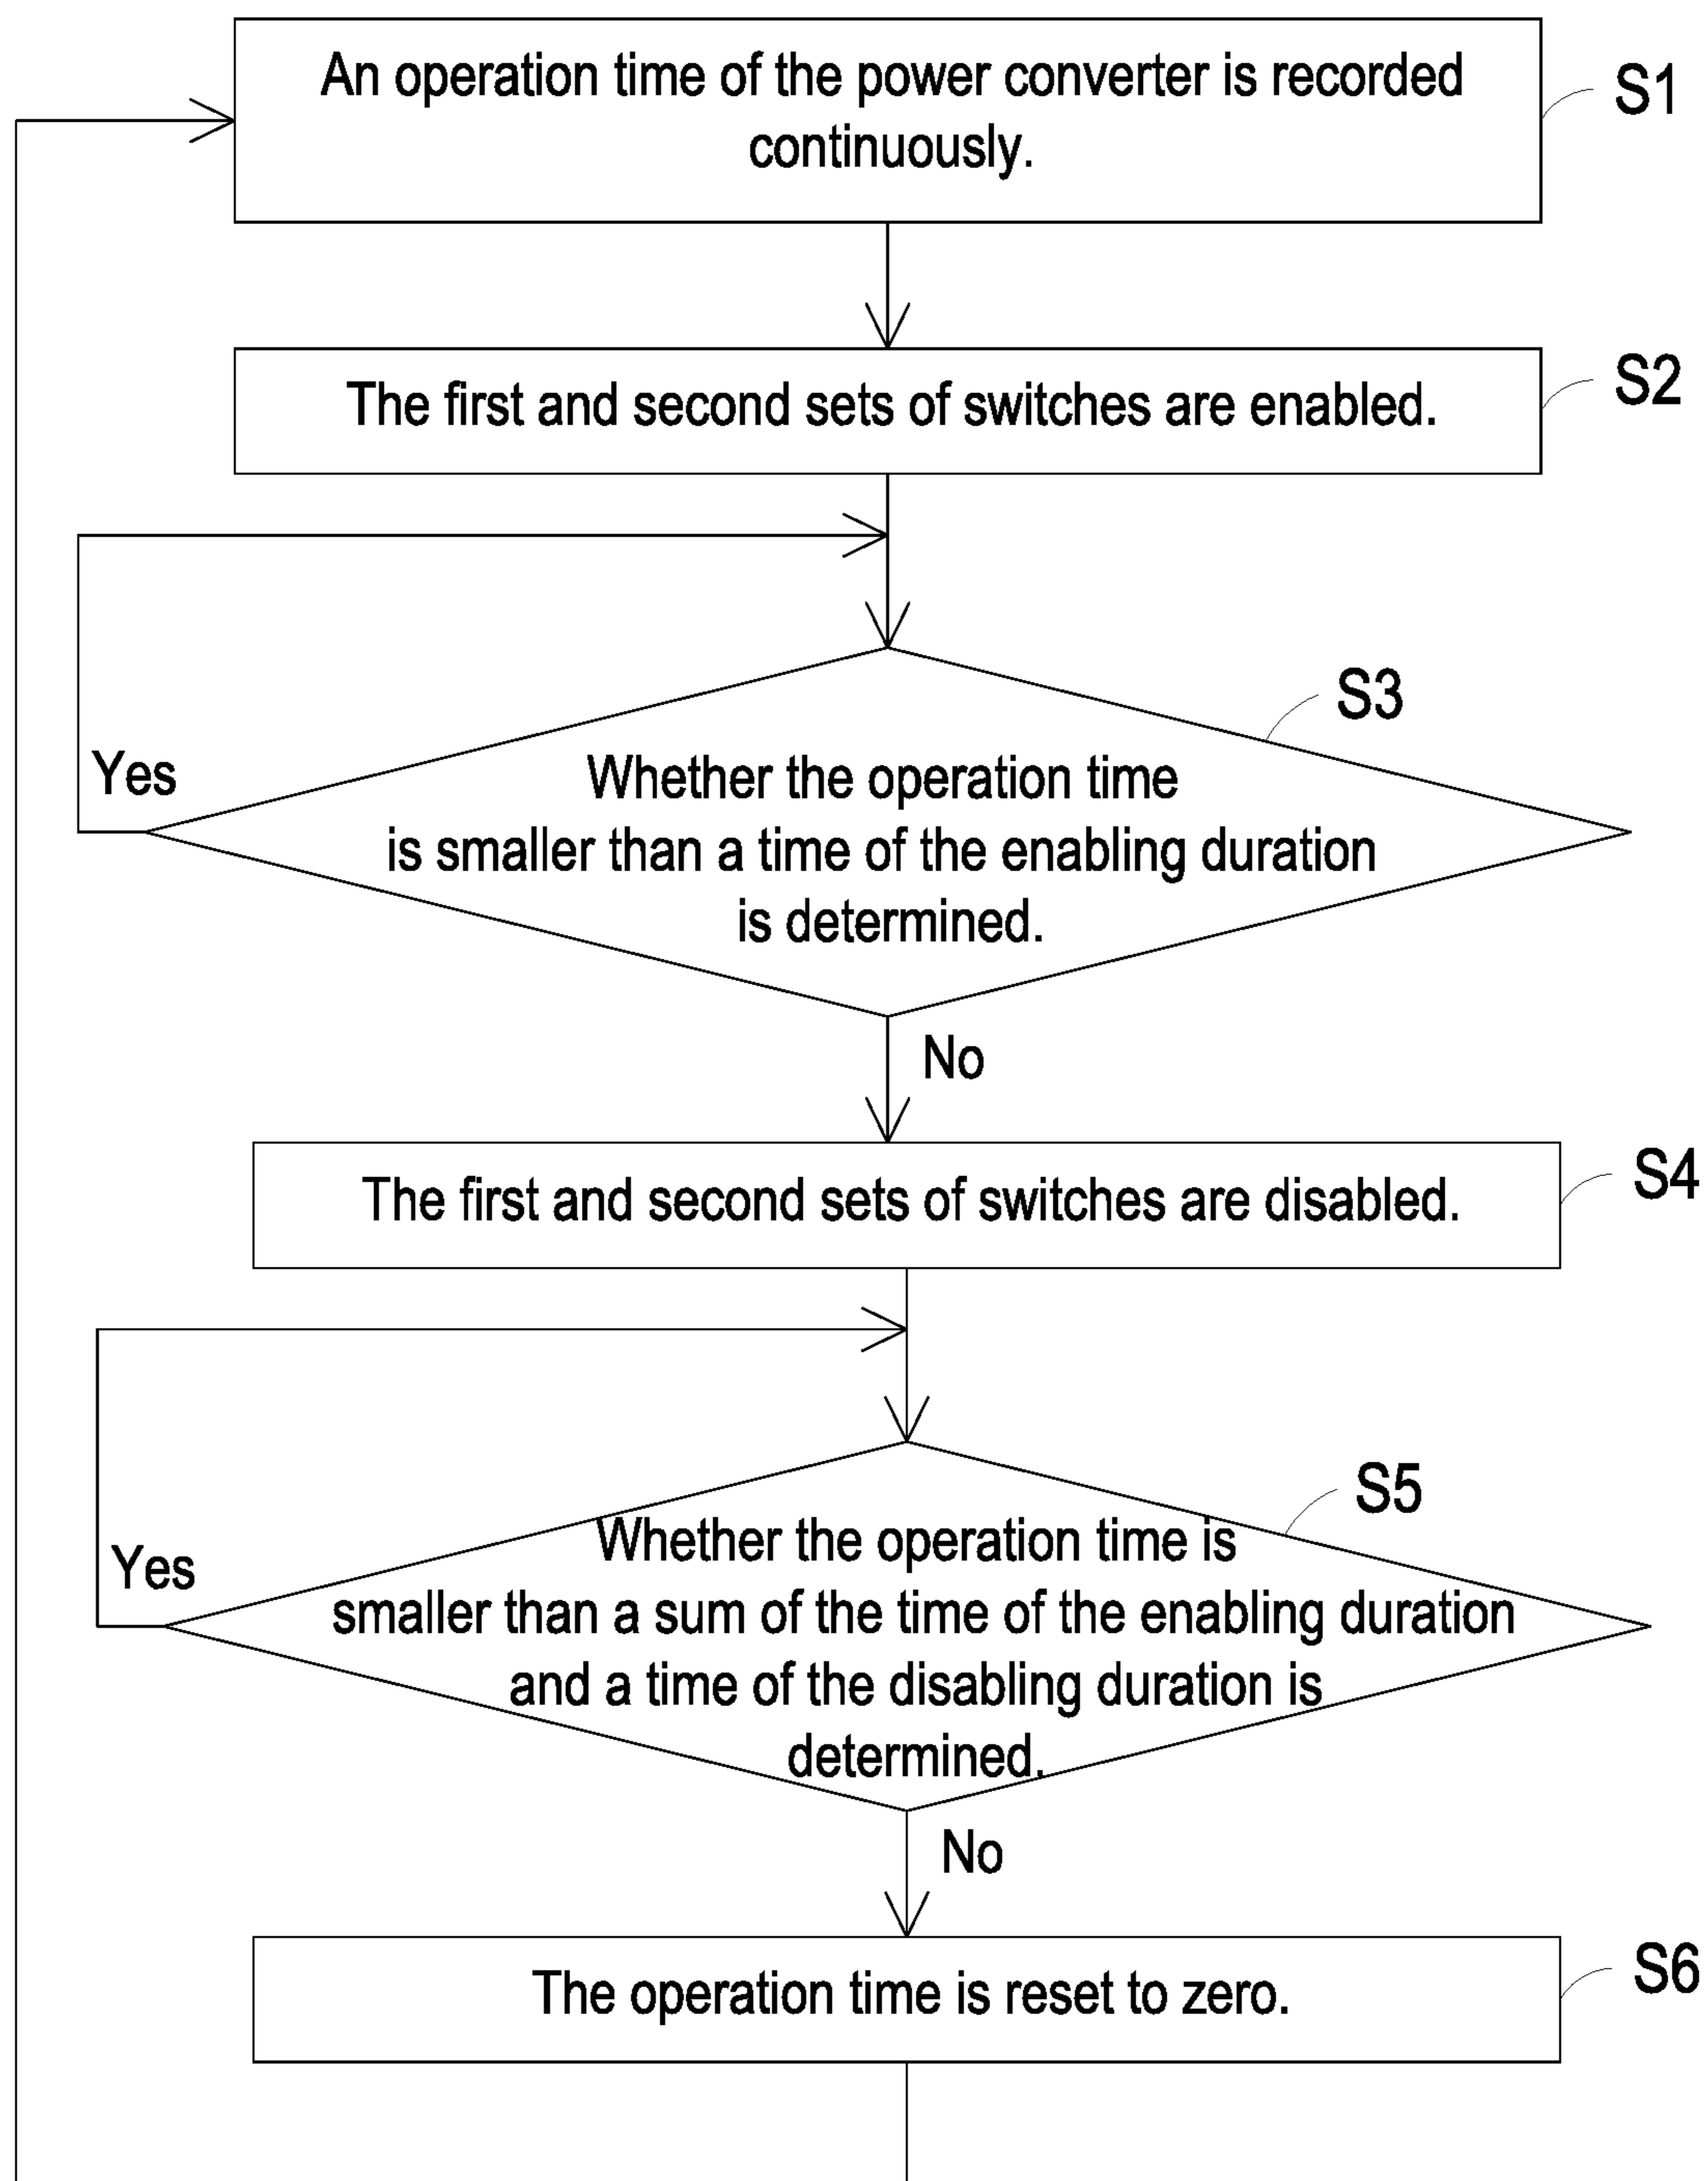 An operation time of the power converter is recorded
continuously.
S1
The first and second sets of switches are enabled.
S2
S3
Yes
Whether the operation time
is smaller than a time of the enabling duration
is determined.
No
The first and second sets of switches are disabled.
S4
S5
Yes
Whether the operation time is
smaller than a sum of the time of the enabling duration
and a time of the disabling duration is
determined.
No
The operation time is reset to zero.
S6